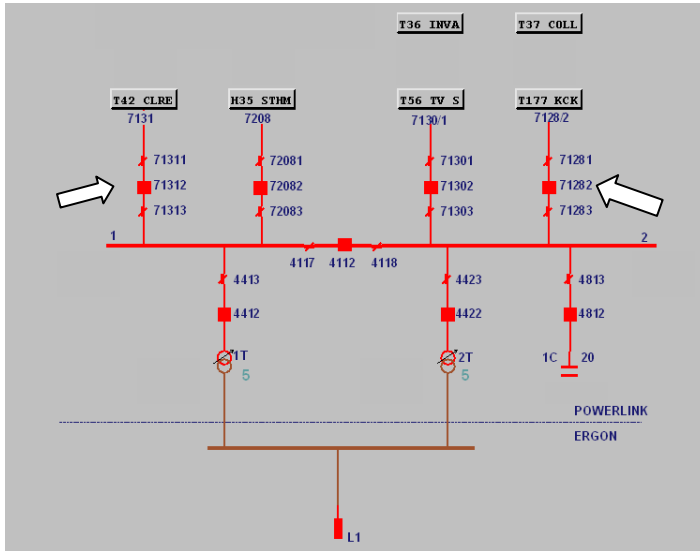 T36 INVA
T37 COLL
T42 CLRE
H35 STHM
T56 TV S
T177 KCK
7131
7208
7130/1
7128/2
71311
72081
71301
71281
71312
72082
71302
71282
71313
72083
71303
71283
1
2
4117
4112
4118
4413
4423
4813
4412
4422
4812
1T
2T
1C
20
5
5
POWERLINK
ERGON
L1